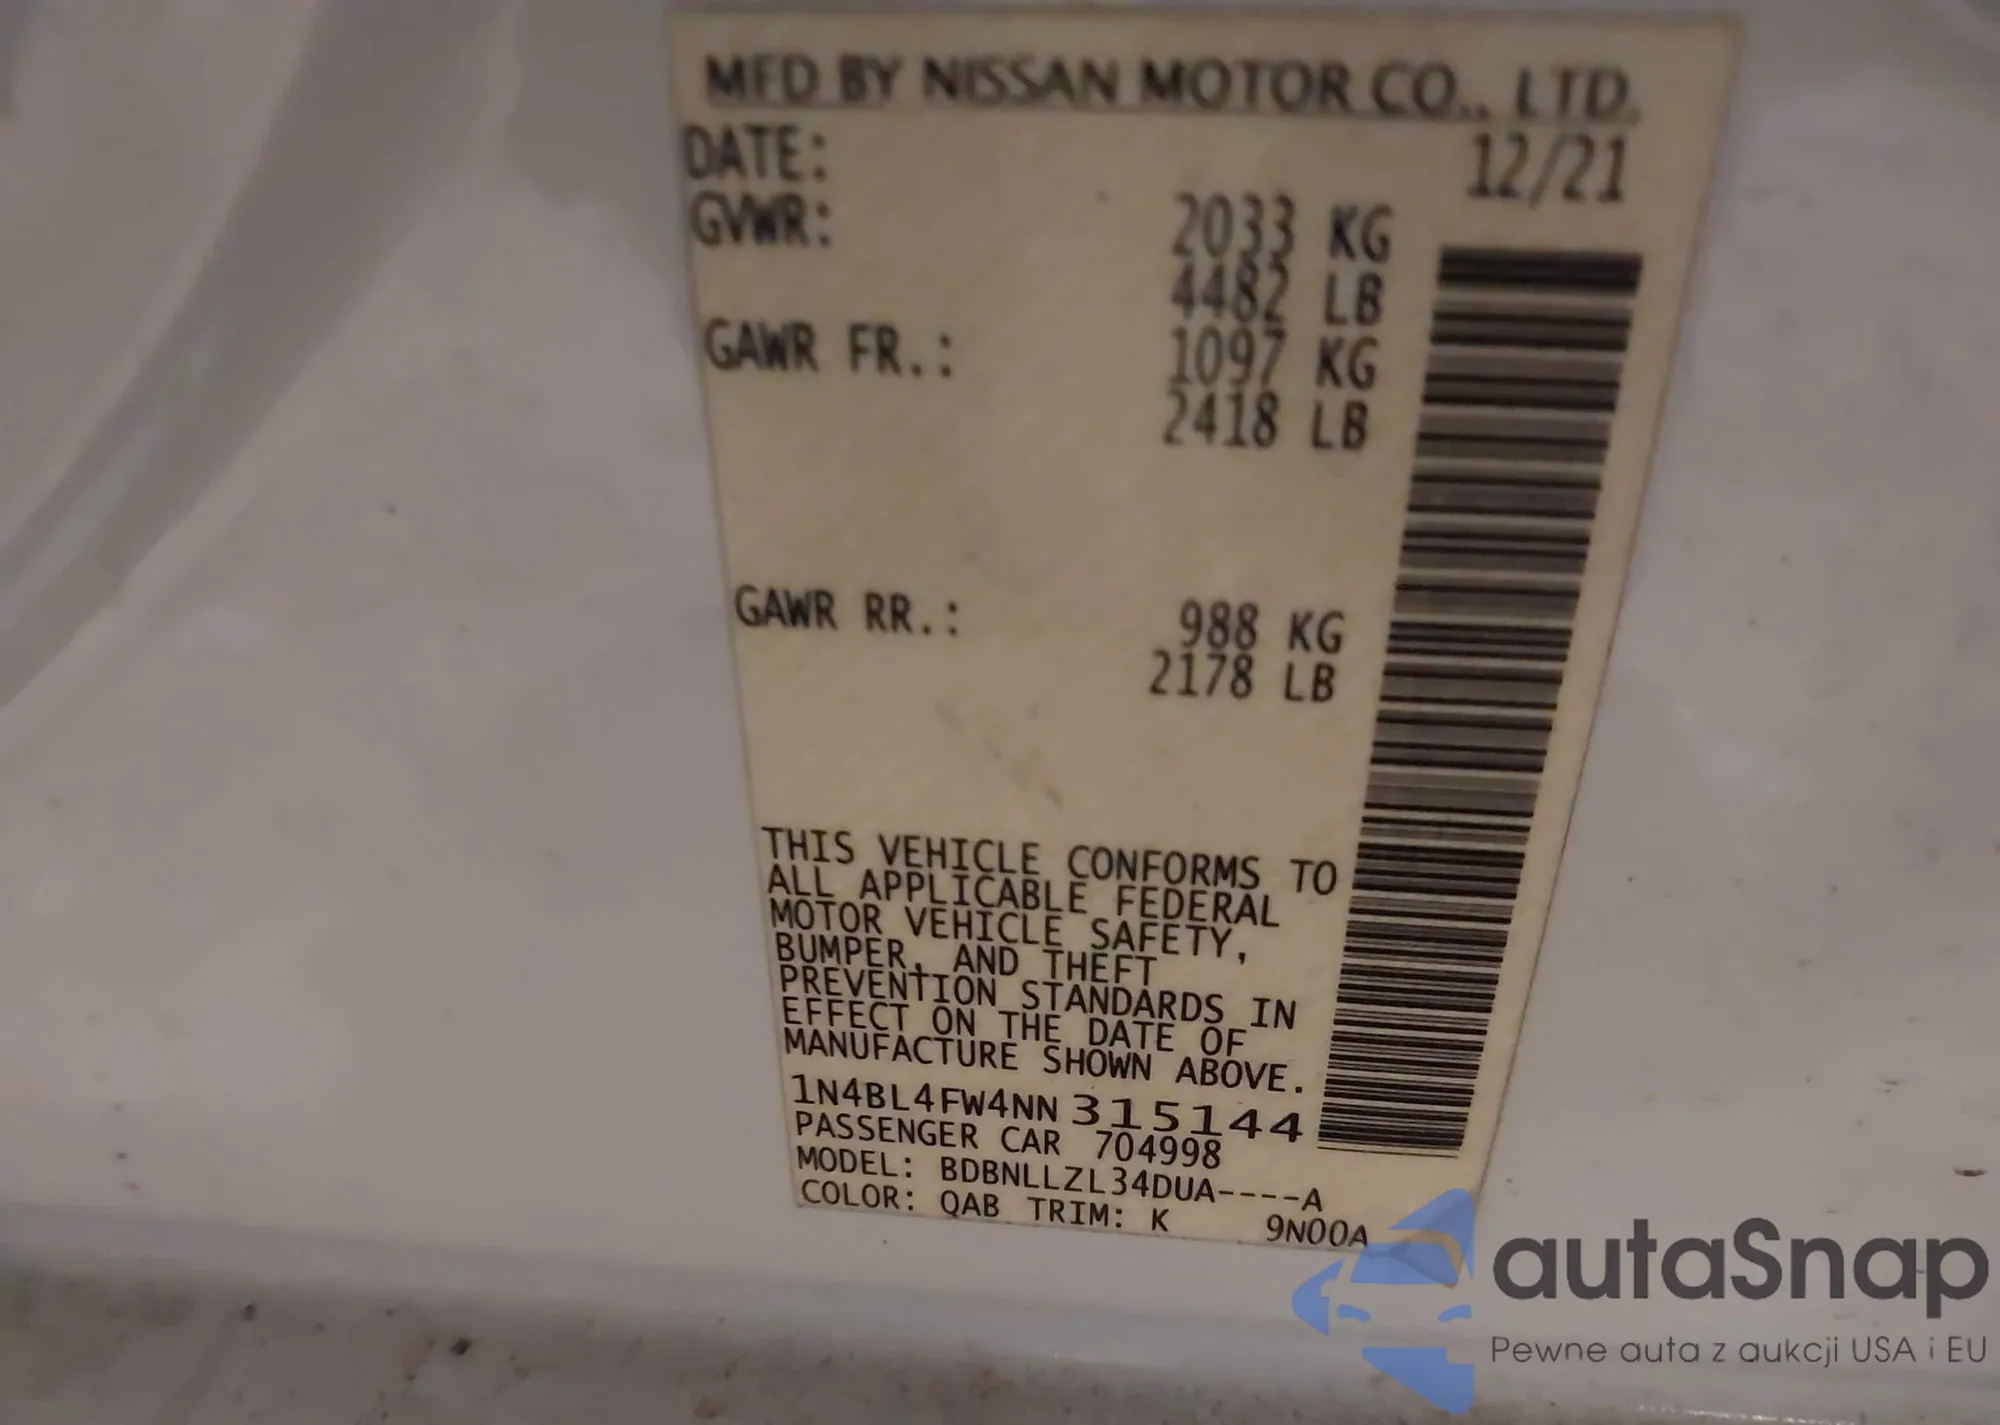 MFD BY NISSAN MOTOR CO., LTD.
DATE: 12/21
GVWR: 2033 KG
4482 LB
GAWR FR.: 1097 KG
2418 LB
GAWR RR.: 988 KG
2178 LB
THIS VEHICLE CONFORMS TO
ALL APPLICABLE FEDERAL
MOTOR VEHICLE SAFETY,
BUMPER, AND THEFT
PREVENTION STANDARDS IN
EFFECT ON THE DATE OF
MANUFACTURE SHOWN ABOVE.
1N4BL4FW4NN315144
PASSENGER CAR 704998
MODEL: BDBNLLZL34DUA----A
COLOR: QAB TRIM: K 9N00A
autaSnap
Pewne auta z aukcji USA i EU